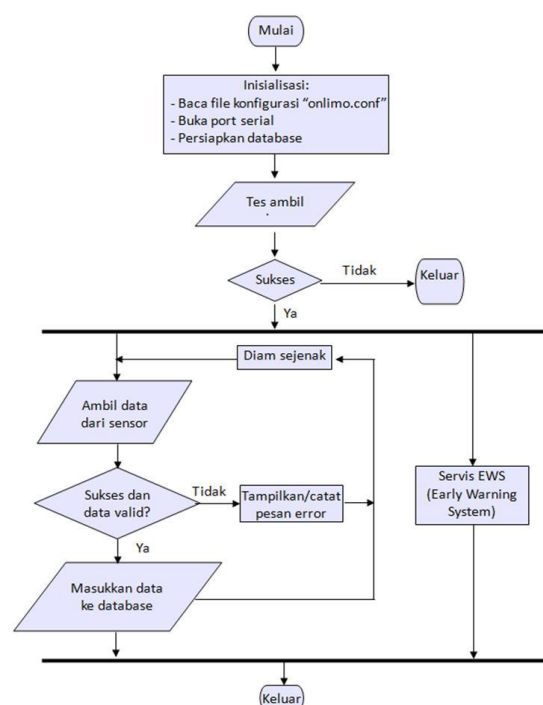 Mulai
Inisialisasi:
- Baca file konfigurasi “onlimo.conf”
- Buka port serial
- Persiapkan database
Tes ambil
Sukses
Tidak
Keluar
Ya
Diam sejenak
Ambil data
dari sensor
Sukses dan
data valid?
Tidak
Tampilkan/catat
pesan error
Servis EWS
(Early Warning
System)
Ya
Masukkan data
ke database
Keluar